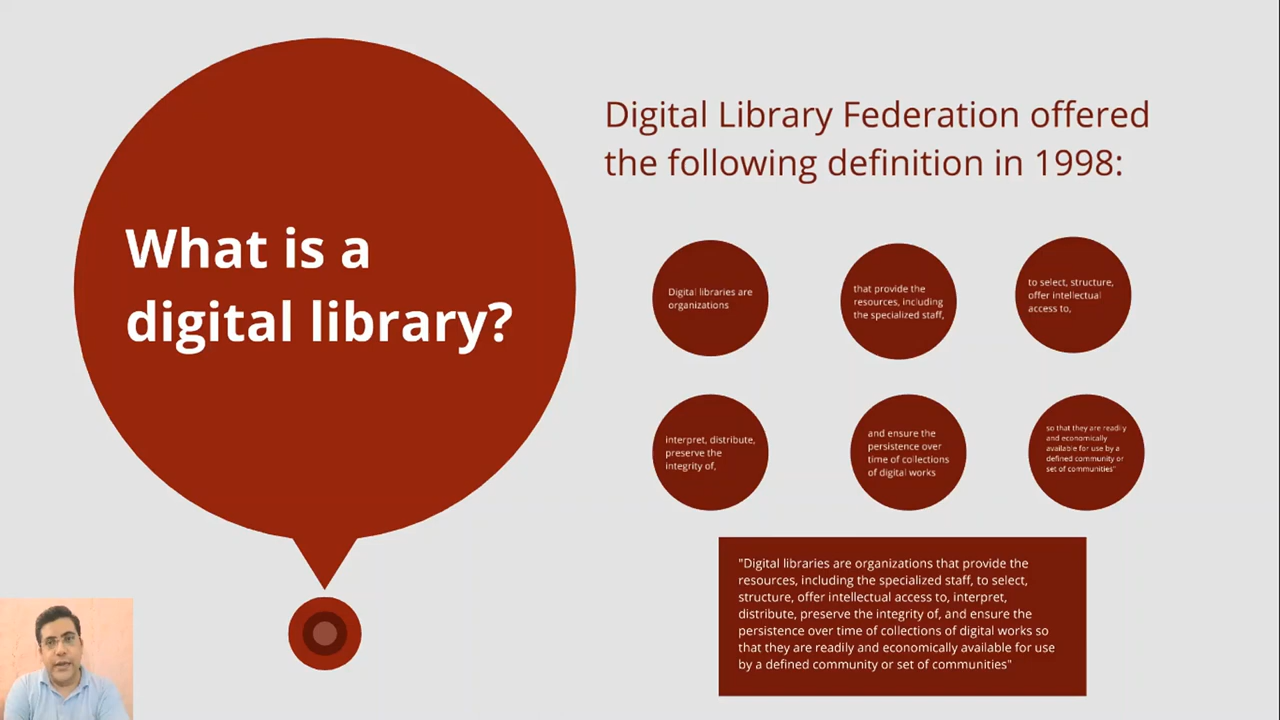 What is a
digital library?
Digital Library Federation offered
the following definition in 1998:
Digital libraries are
organizations
that provide the
resources, including
the specialized staff,
to select, structure,
offer intellectual
access to,
interpret, distribute,
preserve the
integrity of,
and ensure the
persistence over
time of collections
of digital works
so that they are readily
and economically
available for use by a
defined community or
set of communities"
"Digital libraries are organizations that provide the
resources, including the specialized staff, to select,
structure, offer intellectual access to, interpret,
distribute, preserve the integrity of, and ensure the
persistence over time of collections of digital works so
that they are readily and economically available for use
by a defined community or set of communities"